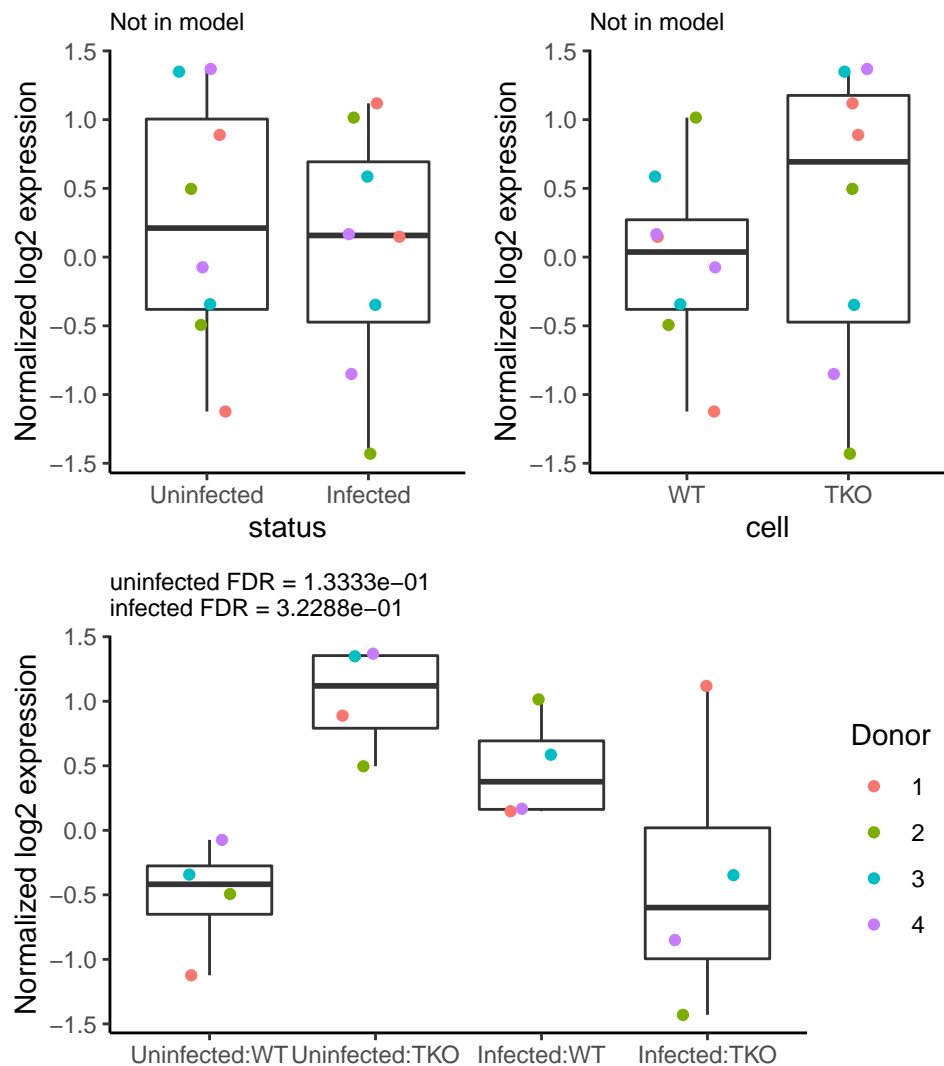 Not in model
Normalized log2 expression
1.5
1.0
0.5
0.0
−0.5
−1.0
−1.5
Uninfected Infected
status
Not in model
Normalized log2 expression
1.5
1.0
0.5
0.0
−0.5
−1.0
−1.5
WT TKO
cell
uninfected FDR = 1.3333e−01
infected FDR = 3.2288e−01
Normalized log2 expression
1.5
1.0
0.5
0.0
−0.5
−1.0
−1.5
Uninfected:WT Uninfected:TKO Infected:WT Infected:TKO
Donor
1
2
3
4